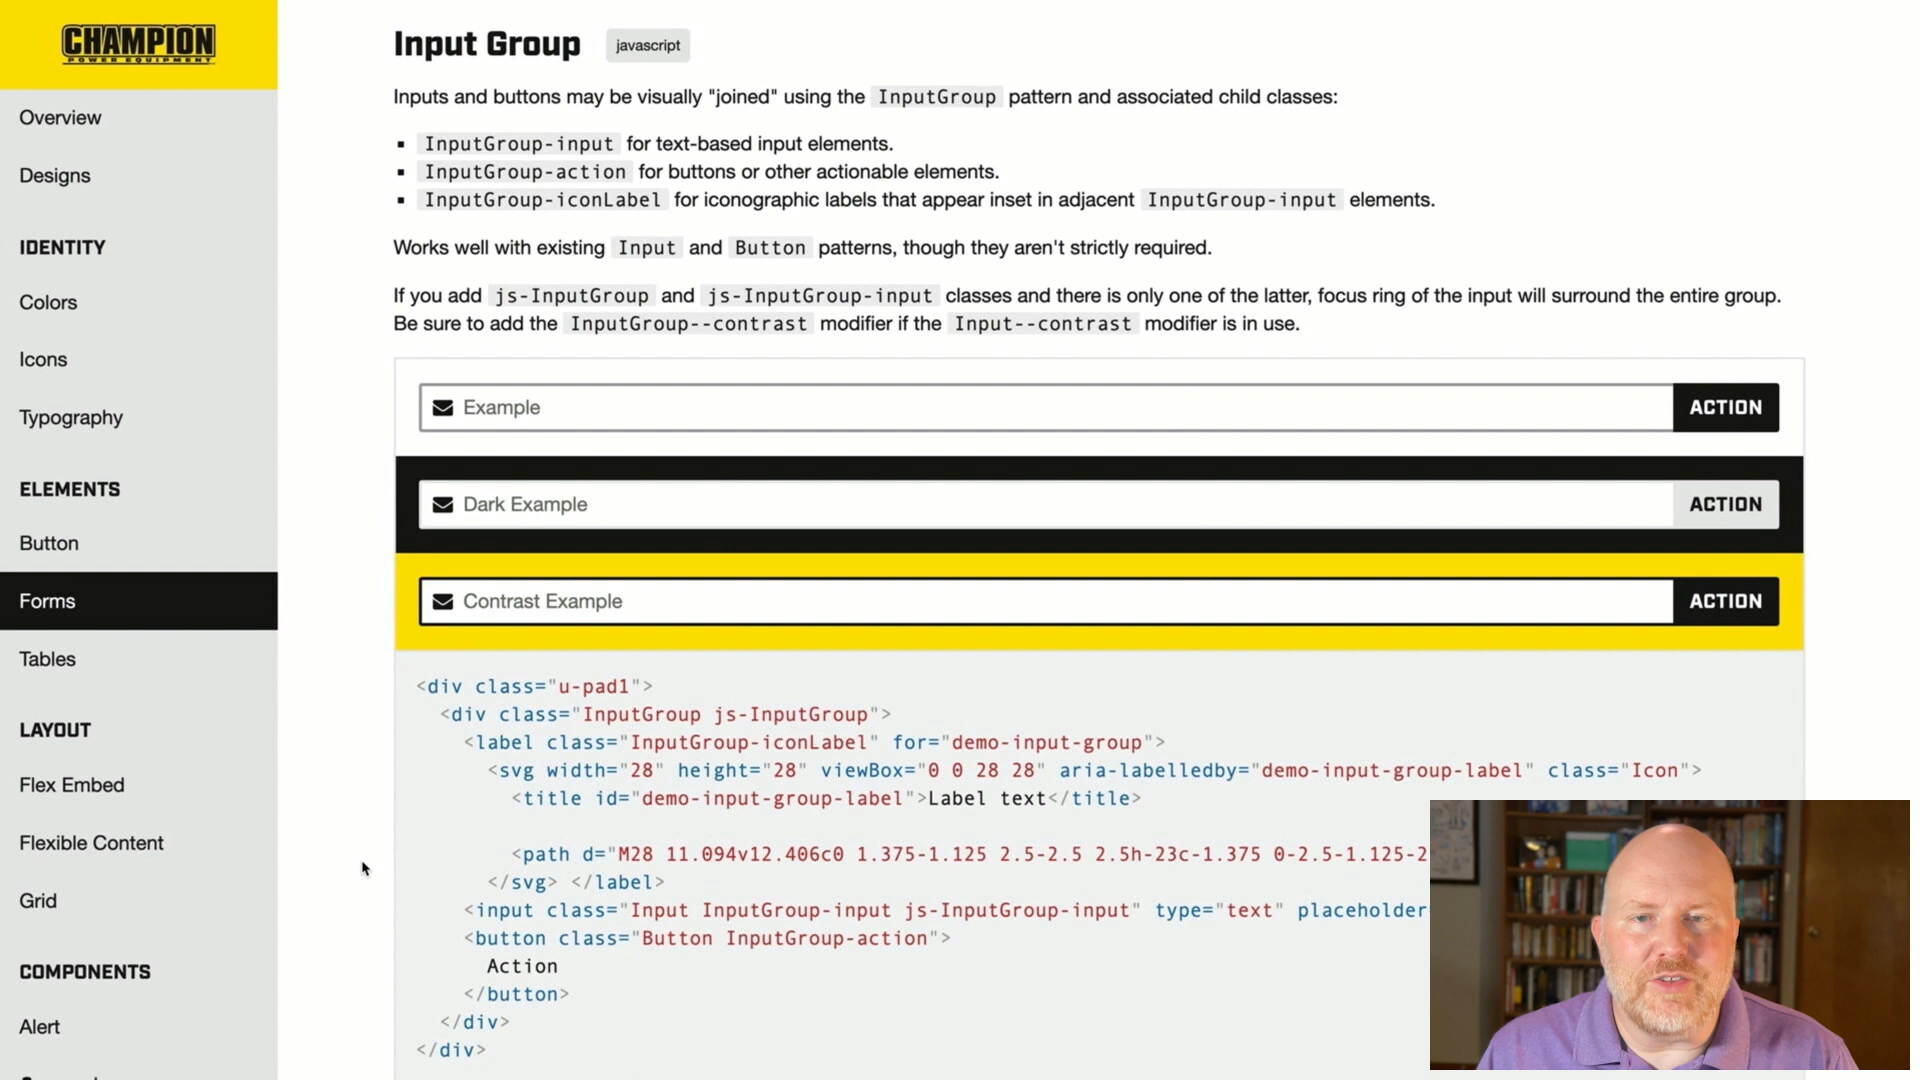 CHAMPION
POWER EQUIPMENT
Overview
Designs
IDENTITY
Colors
Icons
Typography
ELEMENTS
Button
Forms
Tables
LAYOUT
Flex Embed
Flexible Content
Grid
COMPONENTS
Alert
Input Group javascript
Inputs and buttons may be visually "joined" using the InputGroup pattern and associated child classes:
▪ InputGroup-input for text-based input elements.
▪ InputGroup-action for buttons or other actionable elements.
▪ InputGroup-iconLabel for iconographic labels that appear inset in adjacent InputGroup-input elements.
Works well with existing Input and Button patterns, though they aren't strictly required.
If you add js-InputGroup and js-InputGroup-input classes and there is only one of the latter, focus ring of the input will surround the entire group.
Be sure to add the InputGroup--contrast modifier if the Input--contrast modifier is in use.
Example ACTION
Dark Example ACTION
Contrast Example ACTION
<div class="u-pad1">
<div class="InputGroup js-InputGroup">
<label class="InputGroup-iconLabel" for="demo-input-group">
<svg width="28" height="28" viewBox="0 0 28 28" aria-labelledby="demo-input-group-label" class="Icon">
<title id="demo-input-group-label">Label text</title>
<path d="M28 11.094v12.406c0 1.375-1.125 2.5-2.5 2.5h-23c-1.375 0-2.5-1.125-2
</svg> </label>
<input class="Input InputGroup-input js-InputGroup-input" type="text" placeholder=
<button class="Button InputGroup-action">
Action
</button>
</div>
</div>